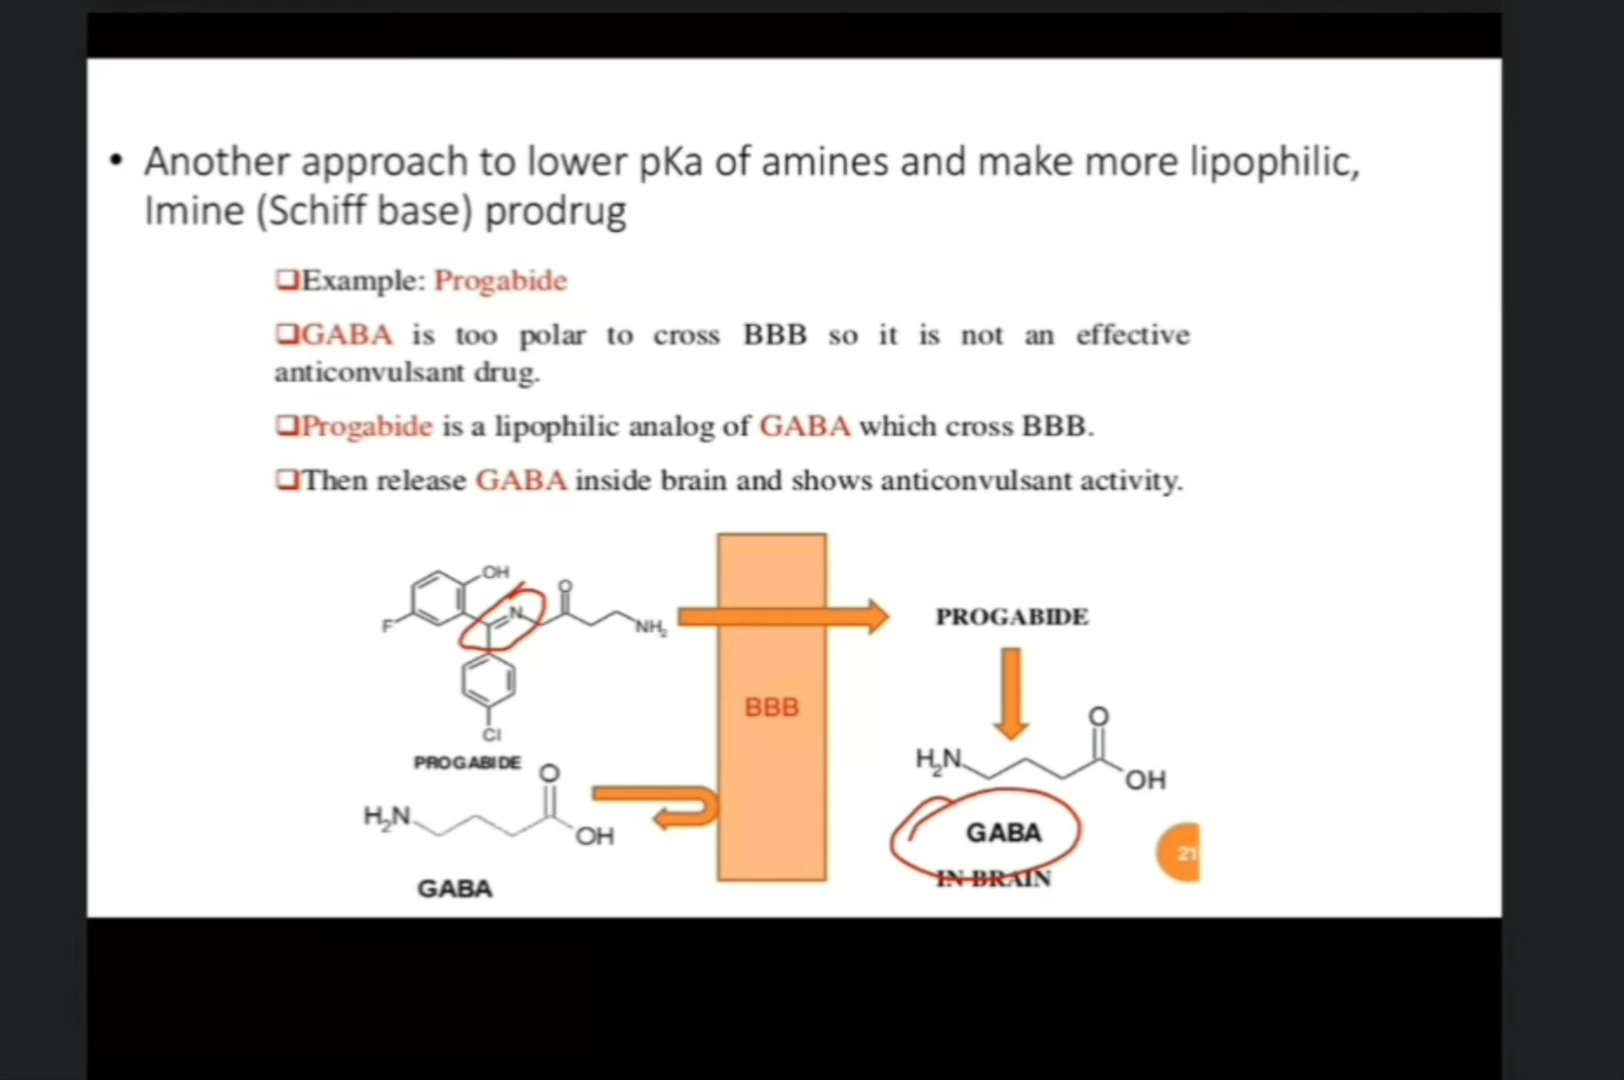 • Another approach to lower pKa of amines and make more lipophilic,
Imine (Schiff base) prodrug
❑Example: Progabide
❑GABA is too polar to cross BBB so it is not an effective
anticonvulsant drug.
❑Progabide is a lipophilic analog of GABA which cross BBB.
❑Then release GABA inside brain and shows anticonvulsant activity.
OH
O
N
F
NH2
Cl
PROGABIDE
BBB
PROGABIDE
O
H2N
OH
GABA
O
H2N
OH
GABA
IN BRAIN
21